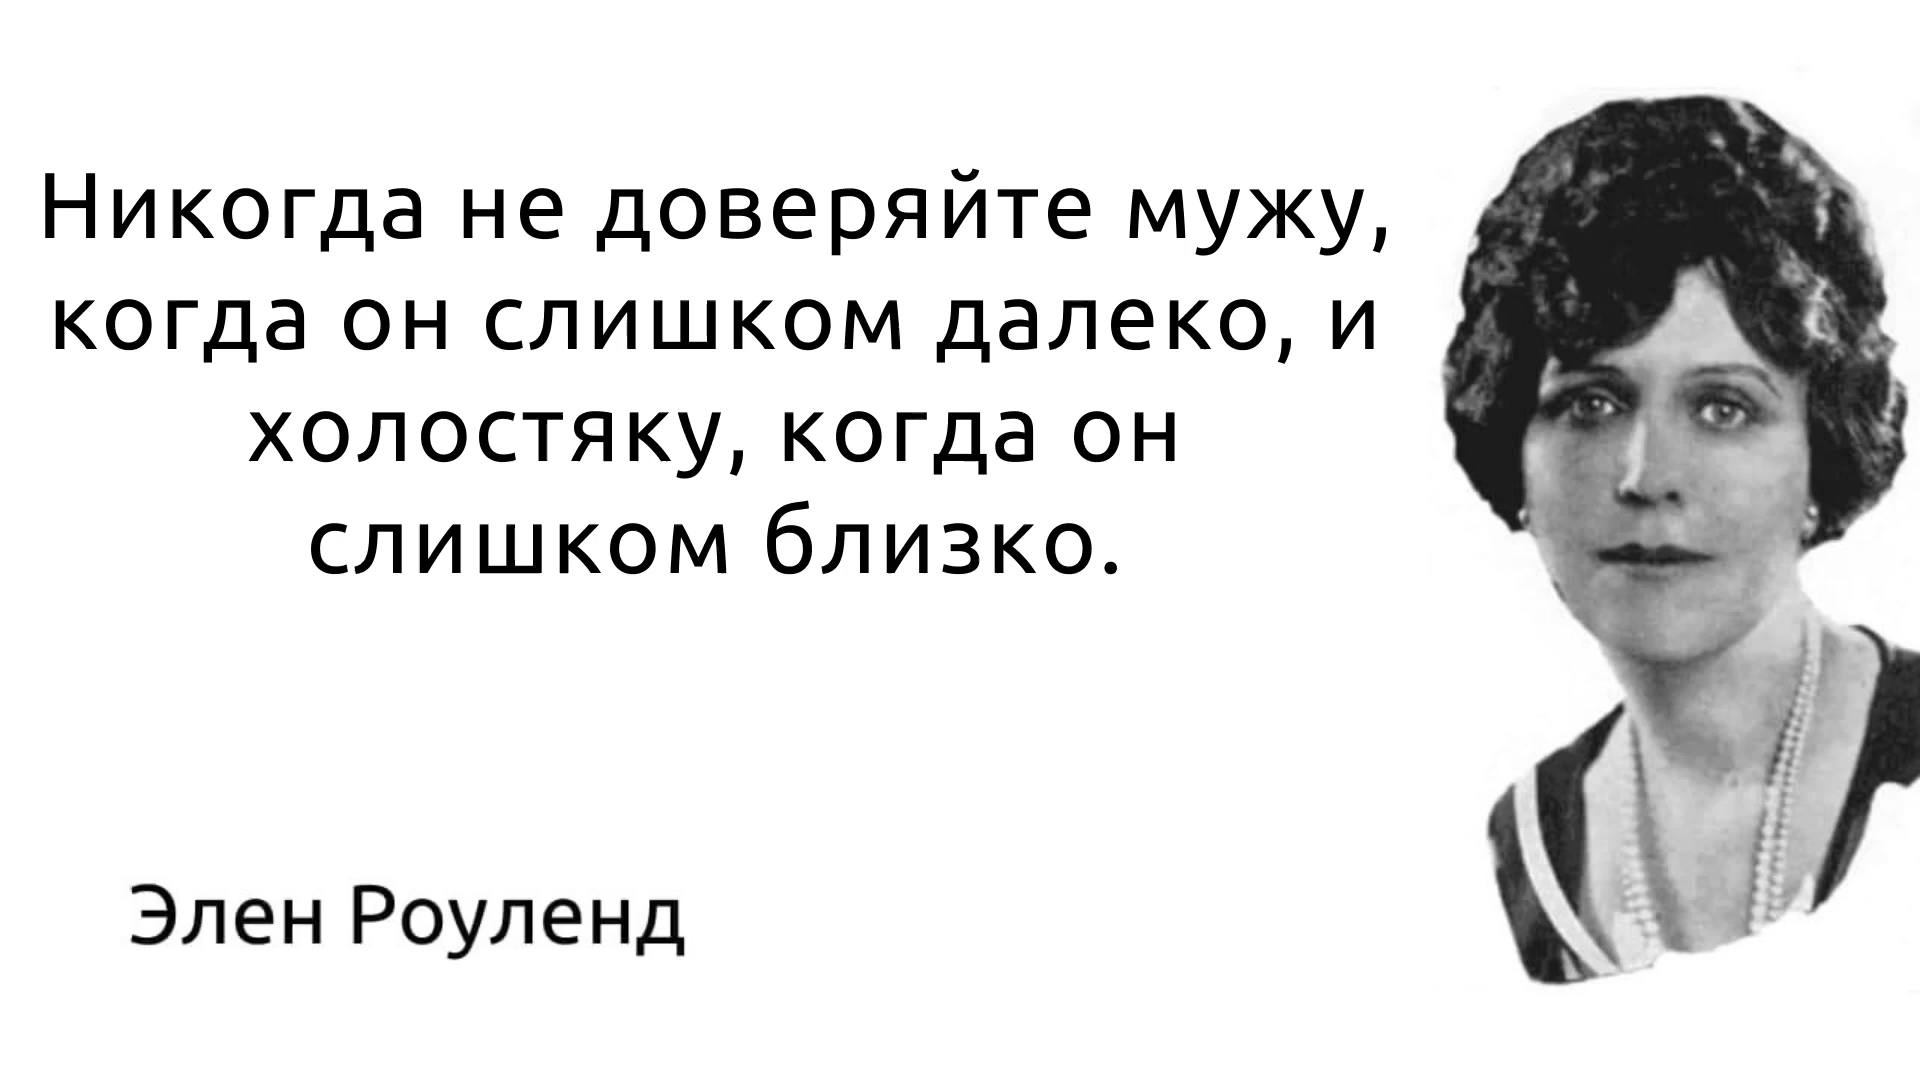 Никогда не доверяйте мужу,
когда он слишком далеко, и
холостяку, когда он
слишком близко.
Элен Роуленд